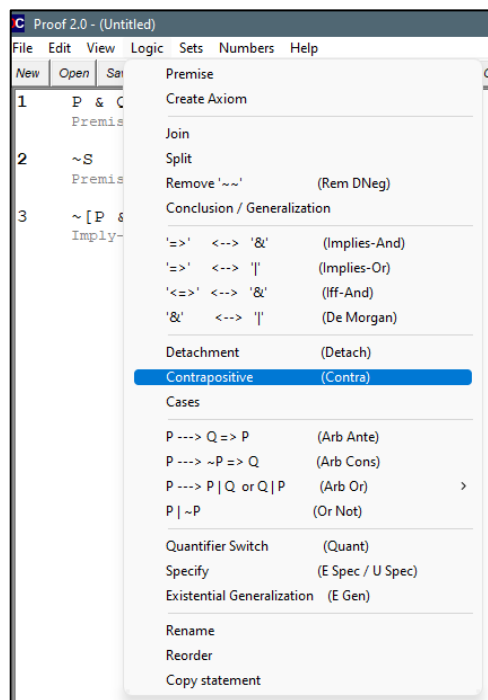 Proof 2.0 - (Untitled)
File Edit View Logic Sets Numbers Help
New Open
1 P &
2 ~S
3 ~[P &
Premise
Create Axiom
Join
Split
Remove '~~' (Rem DNeg)
Conclusion / Generalization
'=>' <--> '&' (Implies-And)
'=>' <--> '|' (Implies-Or)
'<=>' <--> '&' (Iff-And)
'&' <--> '|' (De Morgan)
Detachment (Detach)
Contrapositive (Contra)
Cases
P ---> Q => P (Arb Ante)
P ---> ~P => Q (Arb Cons)
P ---> P | Q or Q | P (Arb Or) >
P | ~P (Or Not)
Quantifier Switch (Quant)
Specify (E Spec / U Spec)
Existential Generalization (E Gen)
Rename
Reorder
Copy statement